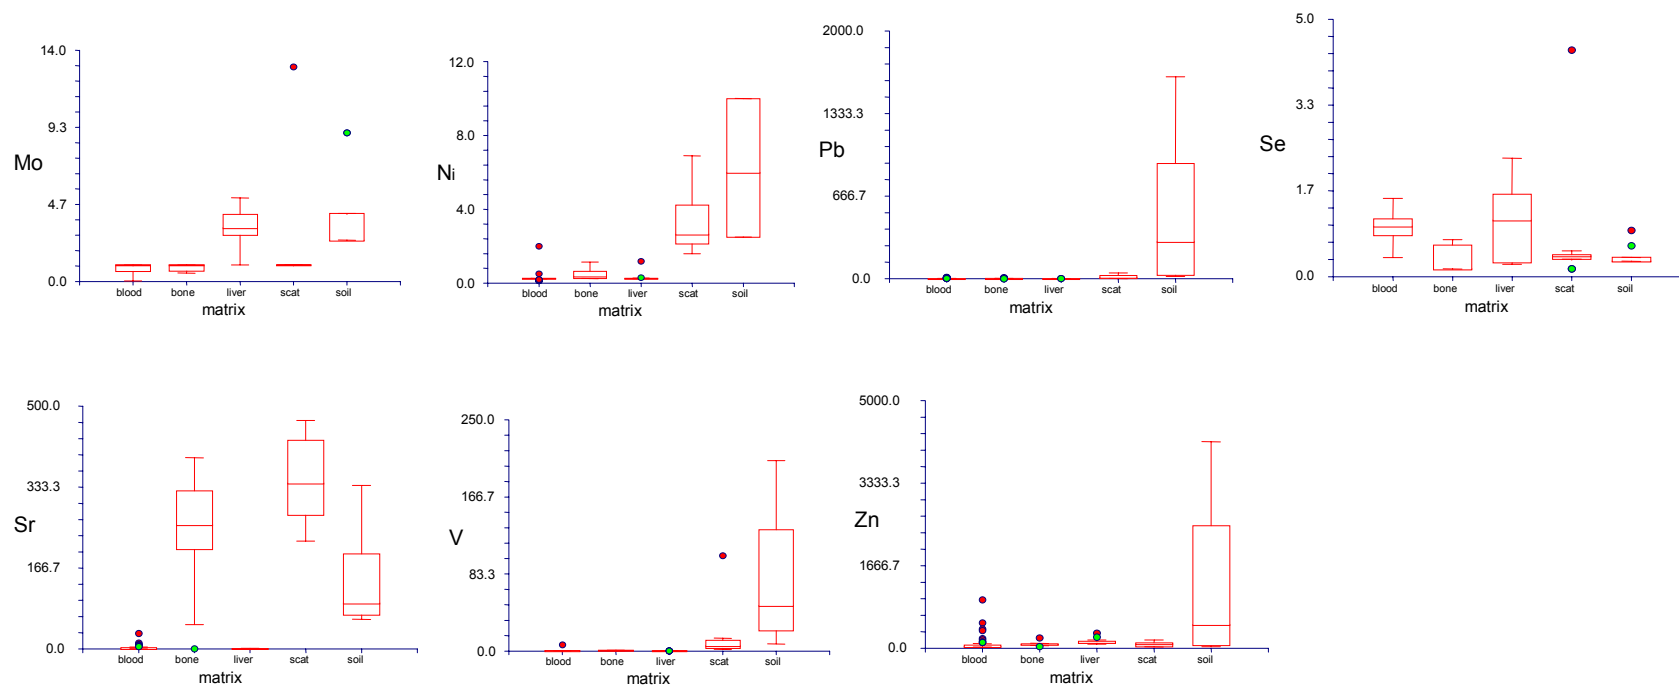 Mo
14.0
9.3
4.7
0.0
blood bone liver scat soil
matrix
Ni
12.0
8.0
4.0
0.0
blood bone liver scat soil
matrix
Pb
2000.0
1333.3
666.7
0.0
blood bone liver scat soil
matrix
Se
5.0
3.3
1.7
0.0
blood bone liver scat soil
matrix
Sr
500.0
333.3
166.7
0.0
blood bone liver scat soil
matrix
V
250.0
166.7
83.3
0.0
blood bone liver scat soil
matrix
Zn
5000.0
3333.3
1666.7
0.0
blood bone liver scat soil
matrix